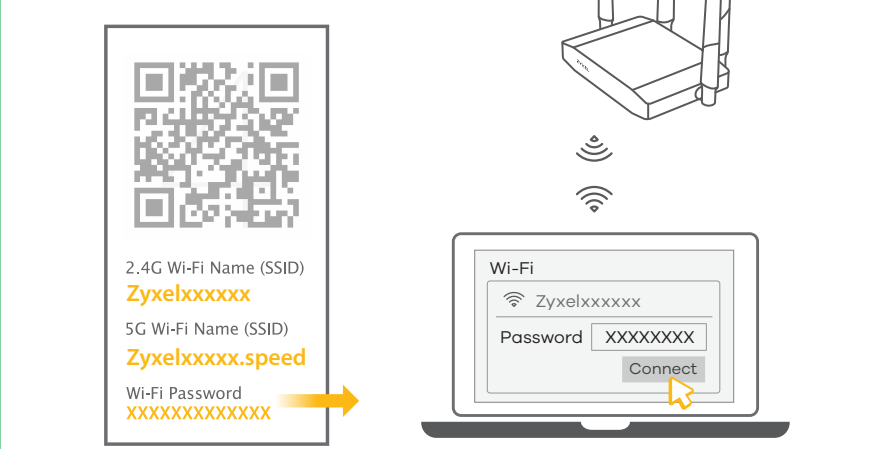 2.4G Wi-Fi Name (SSID)
Zyxelxxxxxx
5G Wi-Fi Name (SSID)
Zyxelxxxxx.speed
Wi-Fi Password
XXXXXXXXXXXXX
ZYXEL
Wi-Fi
Zyxelxxxxxx
Password XXXXXXXX
Connect